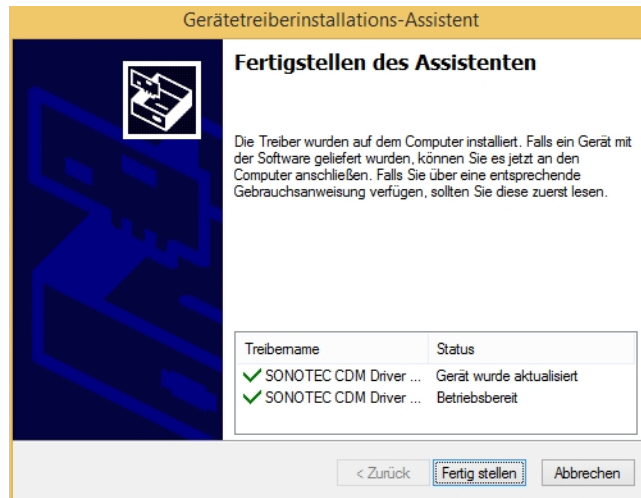 Gerätetreiberinstallations-Assistent
Fertigstellen des Assistenten
Die Treiber wurden auf dem Computer installiert. Falls ein Gerät mit
der Software geliefert wurden, können Sie es jetzt an den
Computer anschließen. Falls Sie über eine entsprechende
Gebrauchsanweisung verfügen, sollten Sie diese zuerst lesen.
Treibername Status
SONOTEC CDM Driver ... Gerät wurde aktualisiert
SONOTEC CDM Driver ... Betriebsbereit
< Zurück Fertig stellen Abbrechen